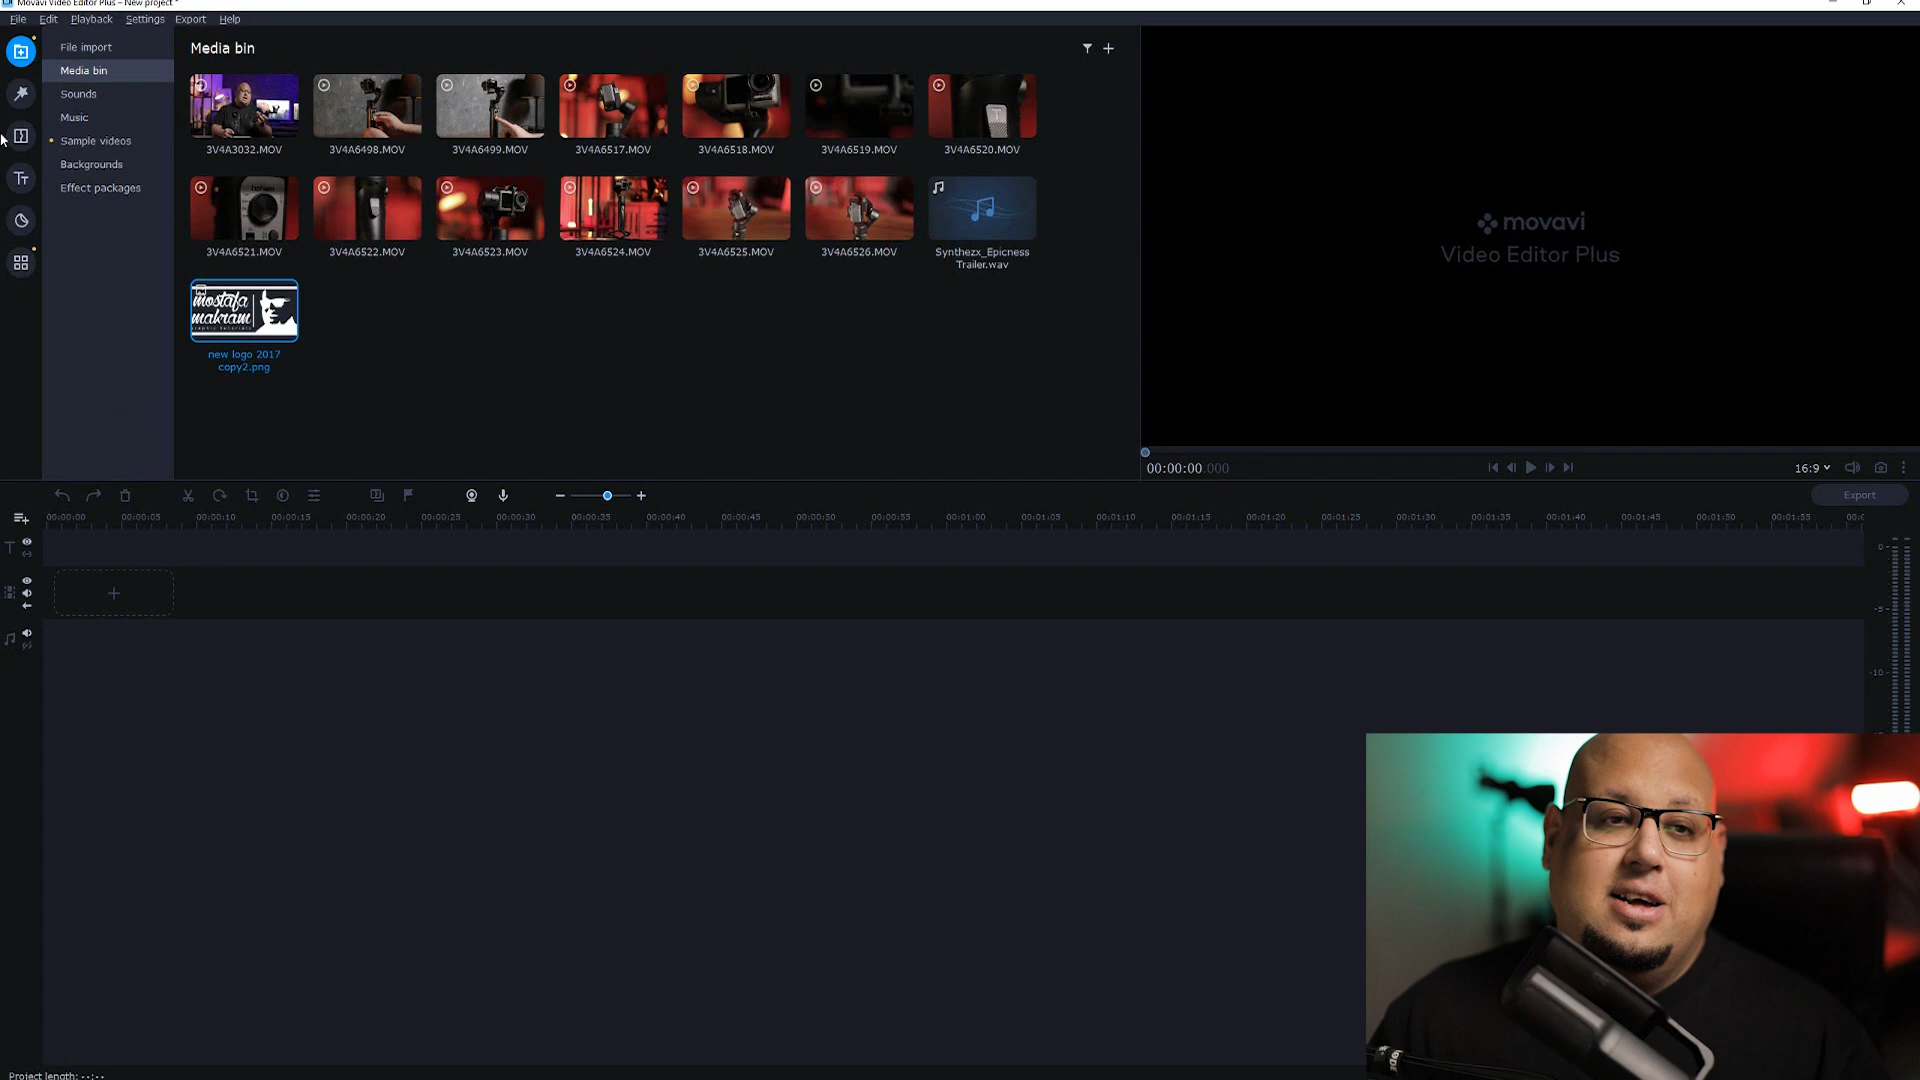 Movavi Video Editor Plus – New project *
File Edit Playback Settings Export Help
File import
Media bin
Sounds
Music
Sample videos
Backgrounds
Effect packages
Media bin
3V4A3032.MOV 3V4A6498.MOV 3V4A6499.MOV 3V4A6517.MOV 3V4A6518.MOV 3V4A6519.MOV 3V4A6520.MOV
3V4A6521.MOV 3V4A6522.MOV 3V4A6523.MOV 3V4A6524.MOV 3V4A6525.MOV 3V4A6526.MOV Synthezx_Epicness
Trailer.wav
mostafa
makram
graphic tutorials
new logo 2017
copy2.png
movavi
Video Editor Plus
00:00:00.000
16:9
Export
00:00:00 00:00:05 00:00:10 00:00:15 00:00:20 00:00:25 00:00:30 00:00:35 00:00:40 00:00:45 00:00:50 00:00:55 00:01:00 00:01:05 00:01:10 00:01:15 00:01:20 00:01:25 00:01:30 00:01:35 00:01:40 00:01:45 00:01:50 00:01:55
0
-5
-10
Project length: --:--